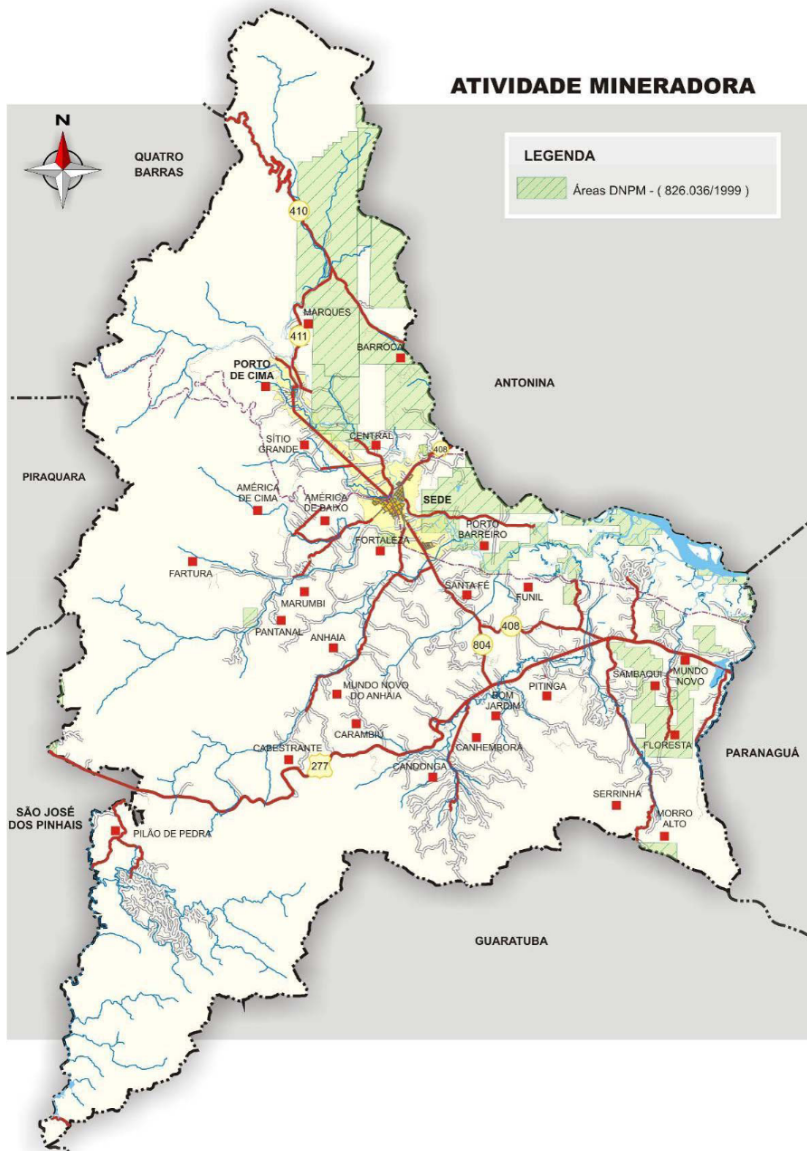 ATIVIDADE MINERADORA
N
QUATRO
BARRAS
LEGENDA
Áreas DNPM - ( 826.036/1999 )
410
MARQUES
411
BARROCA
PORTO
DE CIMA
ANTONINA
SÍTIO
GRANDE
CENTRAL
408
PIRAQUARA
AMÉRICA
DE CIMA
AMÉRICA
DE BAIXO
SEDE
FORTALEZA
PORTO
BARREIRO
FARTURA
MARUMBI
SANTA FÉ
FUNIL
PANTANAL
ANHAIA
408
804
MUNDO NOVO
DO ANHAIA
BOM
JARDIM
PITINGA
SAMBAQUI
MUNDO
NOVO
CARAMBIÚ
CANHEMBORA
FLORESTA
CABESTRANTE
277
CANDONGA
PARANAGUÁ
SÃO JOSÉ
DOS PINHAIS
PILÃO DE PEDRA
SERRINHA
MORRO
ALTO
GUARATUBA